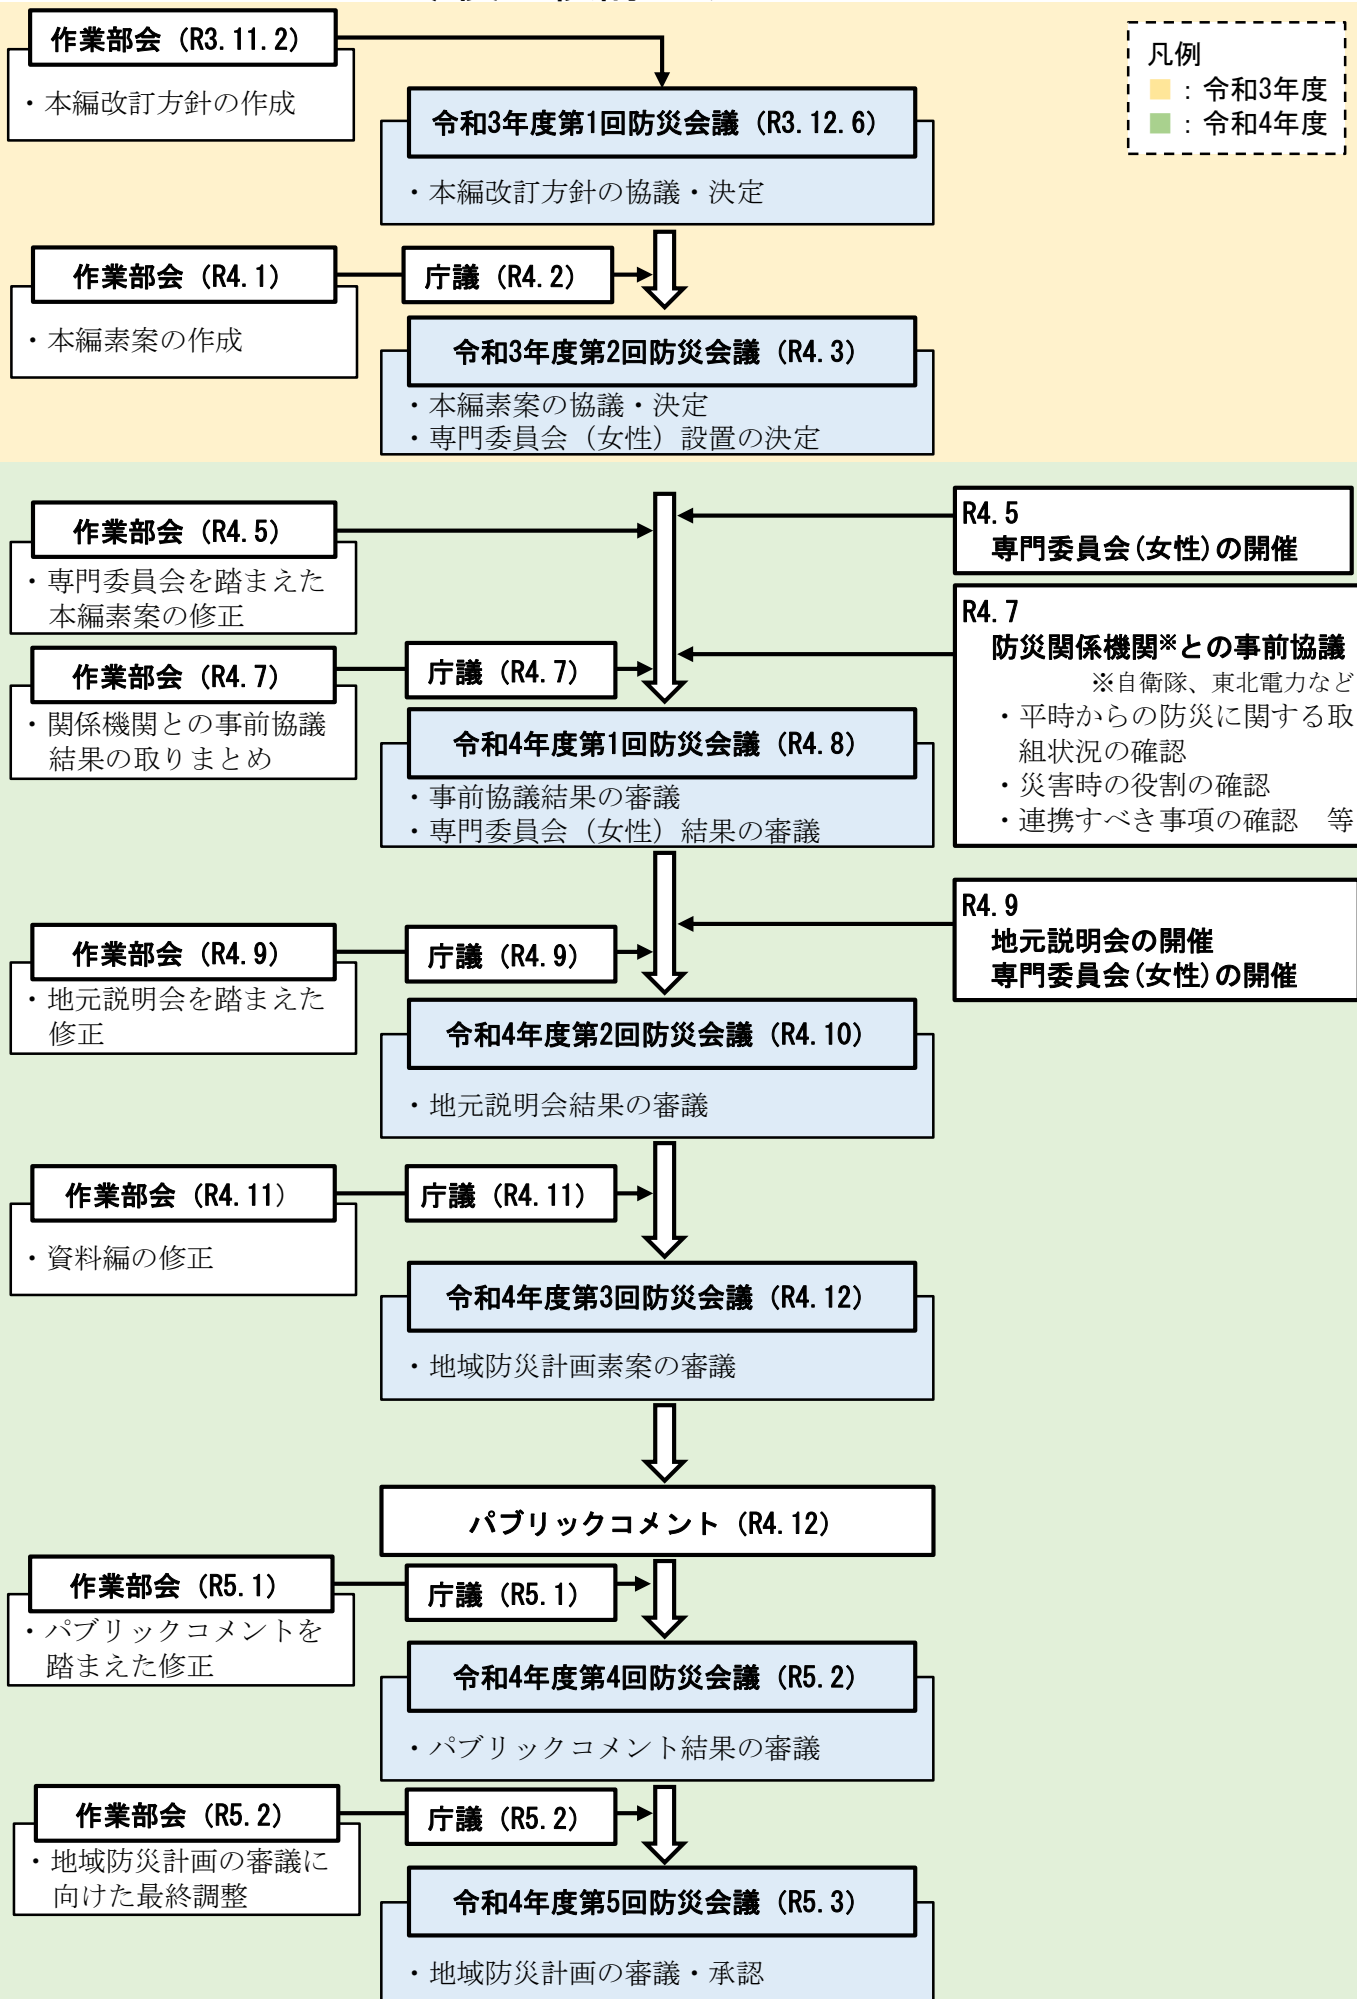 作業部会（R3.11.2）
・本編改訂方針の作成
凡例
：令和3年度
：令和4年度
令和3年度第1回防災会議（R3.12.6）
・本編改訂方針の協議・決定
作業部会（R4.1）
・本編素案の作成
庁議（R4.2）
令和3年度第2回防災会議（R4.3）
・本編素案の協議・決定
・専門委員会（女性）設置の決定
作業部会（R4.5）
・専門委員会を踏まえた
本編素案の修正
R4.5
専門委員会(女性)の開催
R4.7
防災関係機関※との事前協議
※自衛隊、東北電力など
・平時からの防災に関する取
組状況の確認
・災害時の役割の確認
・連携すべき事項の確認　等
作業部会（R4.7）
・関係機関との事前協議
結果の取りまとめ
庁議（R4.7）
令和4年度第1回防災会議（R4.8）
・事前協議結果の審議
・専門委員会（女性）結果の審議
R4.9
地元説明会の開催
専門委員会(女性)の開催
作業部会（R4.9）
・地元説明会を踏まえた
修正
庁議（R4.9）
令和4年度第2回防災会議（R4.10）
・地元説明会結果の審議
作業部会（R4.11）
・資料編の修正
庁議（R4.11）
令和4年度第3回防災会議（R4.12）
・地域防災計画素案の審議
パブリックコメント（R4.12）
作業部会（R5.1）
・パブリックコメントを
踏まえた修正
庁議（R5.1）
令和4年度第4回防災会議（R5.2）
・パブリックコメント結果の審議
作業部会（R5.2）
・地域防災計画の審議に
向けた最終調整
庁議（R5.2）
令和4年度第5回防災会議（R5.3）
・地域防災計画の審議・承認